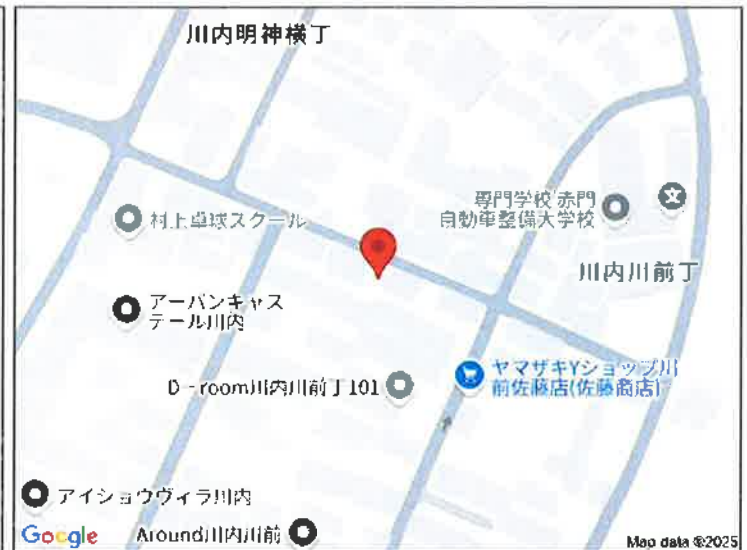 川内明神横丁
専門学校 赤門
自動車整備大学校
文
村上卓球スクール
川内川前丁
アーバンキャス
テール川内
D-room川内川前丁101
ヤマザキYショップ川
前佐藤店(佐藤商店)
アイショウヴィラ川内
Google
Around川内川前
Map data ©2025